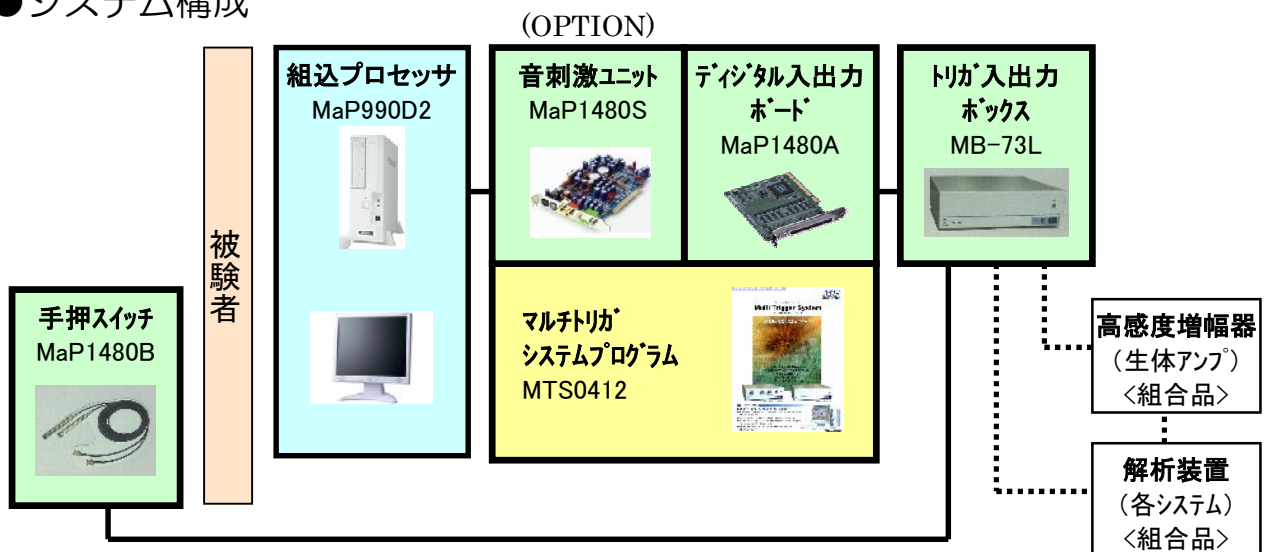 ●システム構成
(OPTION)
組込プロセッサ
MaP990D2
音刺激ﾕﾆｯﾄ
MaP1480S
ﾃﾞｨｼﾞﾀﾙ入出力
ﾎﾞｰﾄﾞ
MaP1480A
ﾄﾘｶﾞ入出力
ﾎﾞｯｸｽ
MB-73L
被験者
手押ｽｲｯﾁ
MaP1480B
ﾏﾙﾁﾄﾘｶﾞ
ｼｽﾃﾑﾌﾟﾛｸﾞﾗﾑ
MTS0412
Multi Trigger System
高感度増幅器
(生体ｱﾝﾌﾟ)
<組合品>
解析装置
(各ｼｽﾃﾑ)
<組合品>